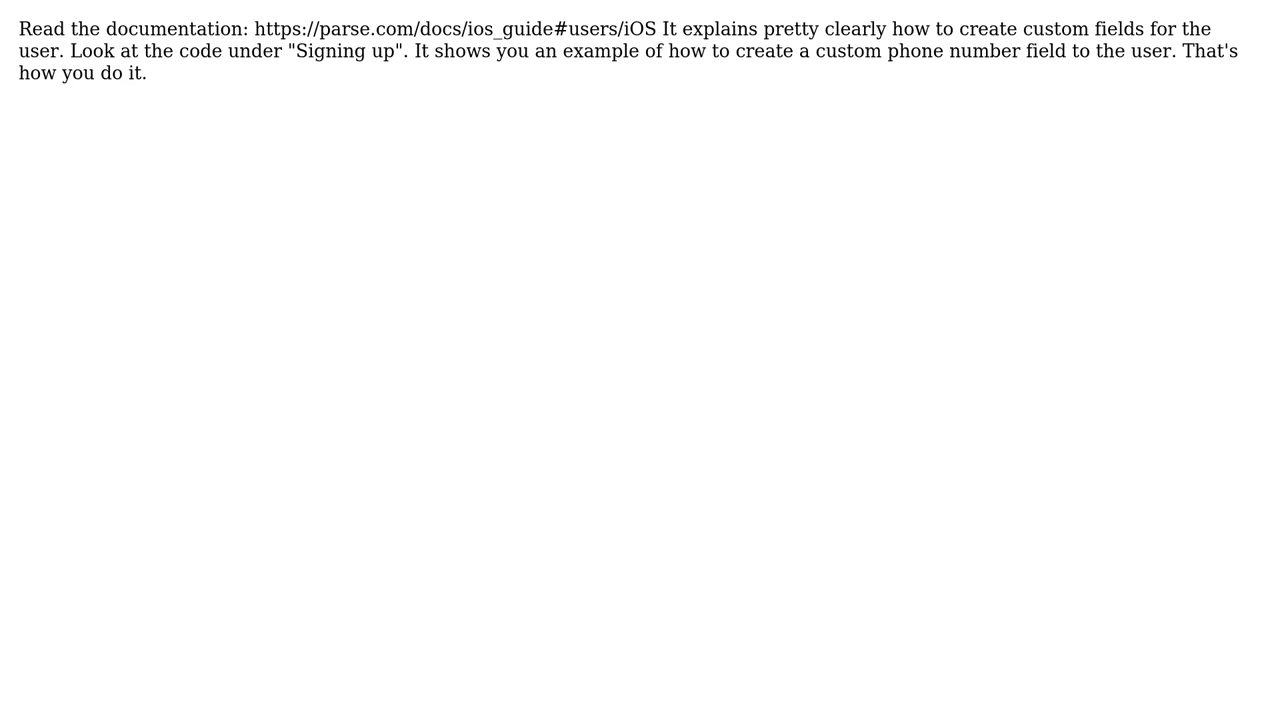 Read the documentation: https://parse.com/docs/ios_guide#users/iOS It explains pretty clearly how to create custom fields for the
user. Look at the code under "Signing up". It shows you an example of how to create a custom phone number field to the user. That's
how you do it.